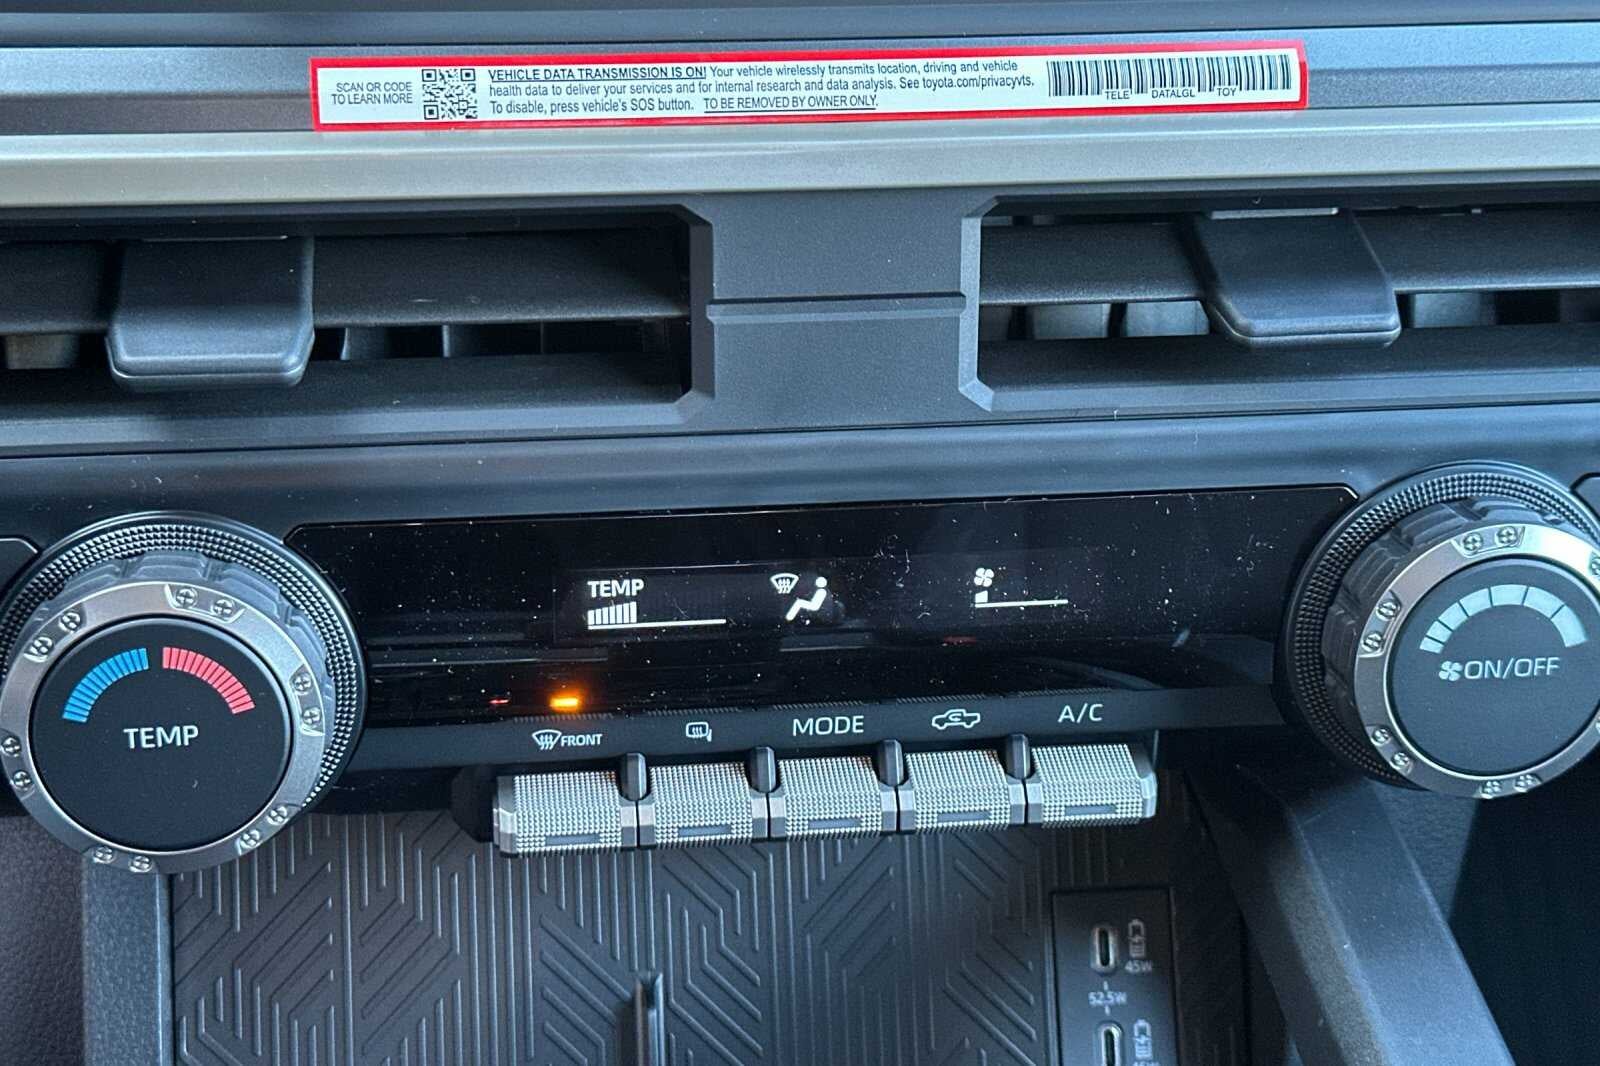 SCAN QR CODE
TO LEARN MORE
VEHICLE DATA TRANSMISSION IS ON! Your vehicle wirelessly transmits location, driving and vehicle
health data to deliver your services and for internal research and data analysis. See toyota.com/privacyvts.
To disable, press vehicle's SOS button. TO BE REMOVED BY OWNER ONLY.
TELE DATALGL TOY
TEMP
TEMP
ON/OFF
FRONT
MODE
A/C
45W
52.5W
45W